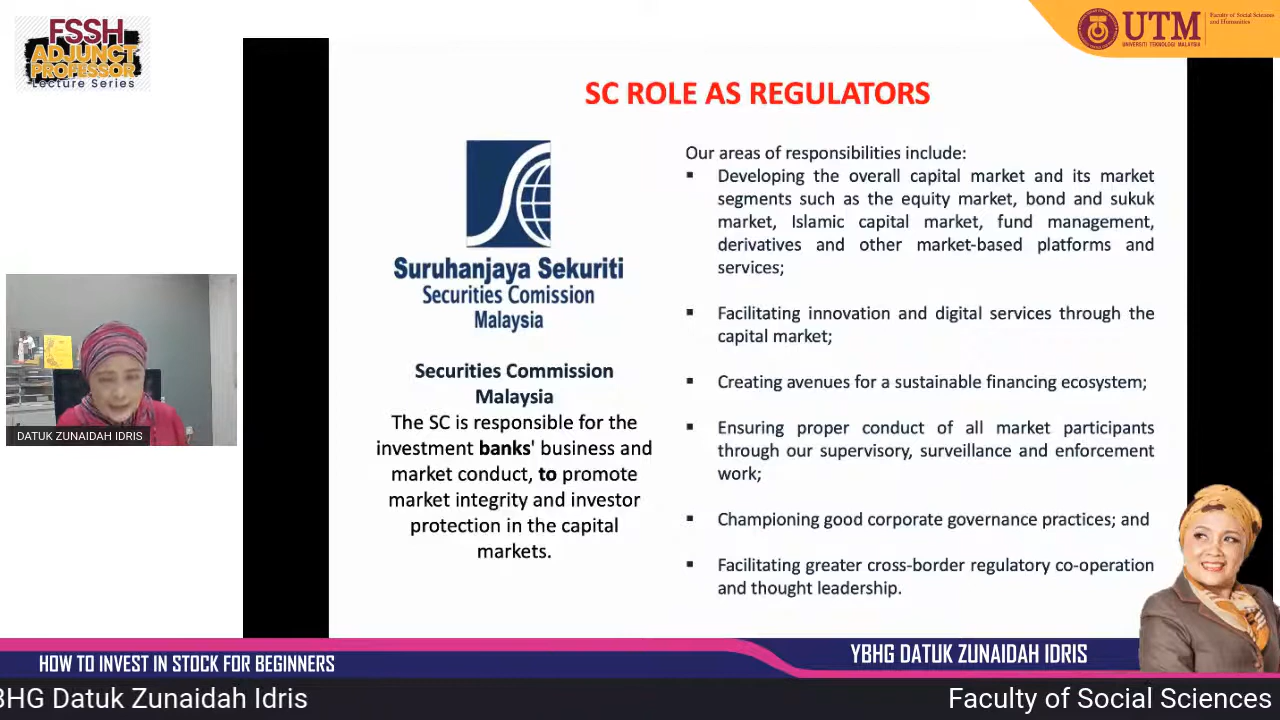 FSSH
ADJUNCT
PROFESSOR
Lecture Series
UTM
UNIVERSITI TEKNOLOGI MALAYSIA
Faculty of Social Sciences
and Humanities
SC ROLE AS REGULATORS
Suruhanjaya Sekuriti
Securities Comission
Malaysia
Securities Commission
Malaysia
The SC is responsible for the
investment banks' business and
market conduct, to promote
market integrity and investor
protection in the capital
markets.
Our areas of responsibilities include:
▪ Developing the overall capital market and its market
segments such as the equity market, bond and sukuk
market, Islamic capital market, fund management,
derivatives and other market-based platforms and
services;
▪ Facilitating innovation and digital services through the
capital market;
▪ Creating avenues for a sustainable financing ecosystem;
▪ Ensuring proper conduct of all market participants
through our supervisory, surveillance and enforcement
work;
▪ Championing good corporate governance practices; and
▪ Facilitating greater cross-border regulatory co-operation
and thought leadership.
DATUK ZUNAIDAH IDRIS
HOW TO INVEST IN STOCK FOR BEGINNERS
YBHG DATUK ZUNAIDAH IDRIS
BHG Datuk Zunaidah Idris
Faculty of Social Sciences